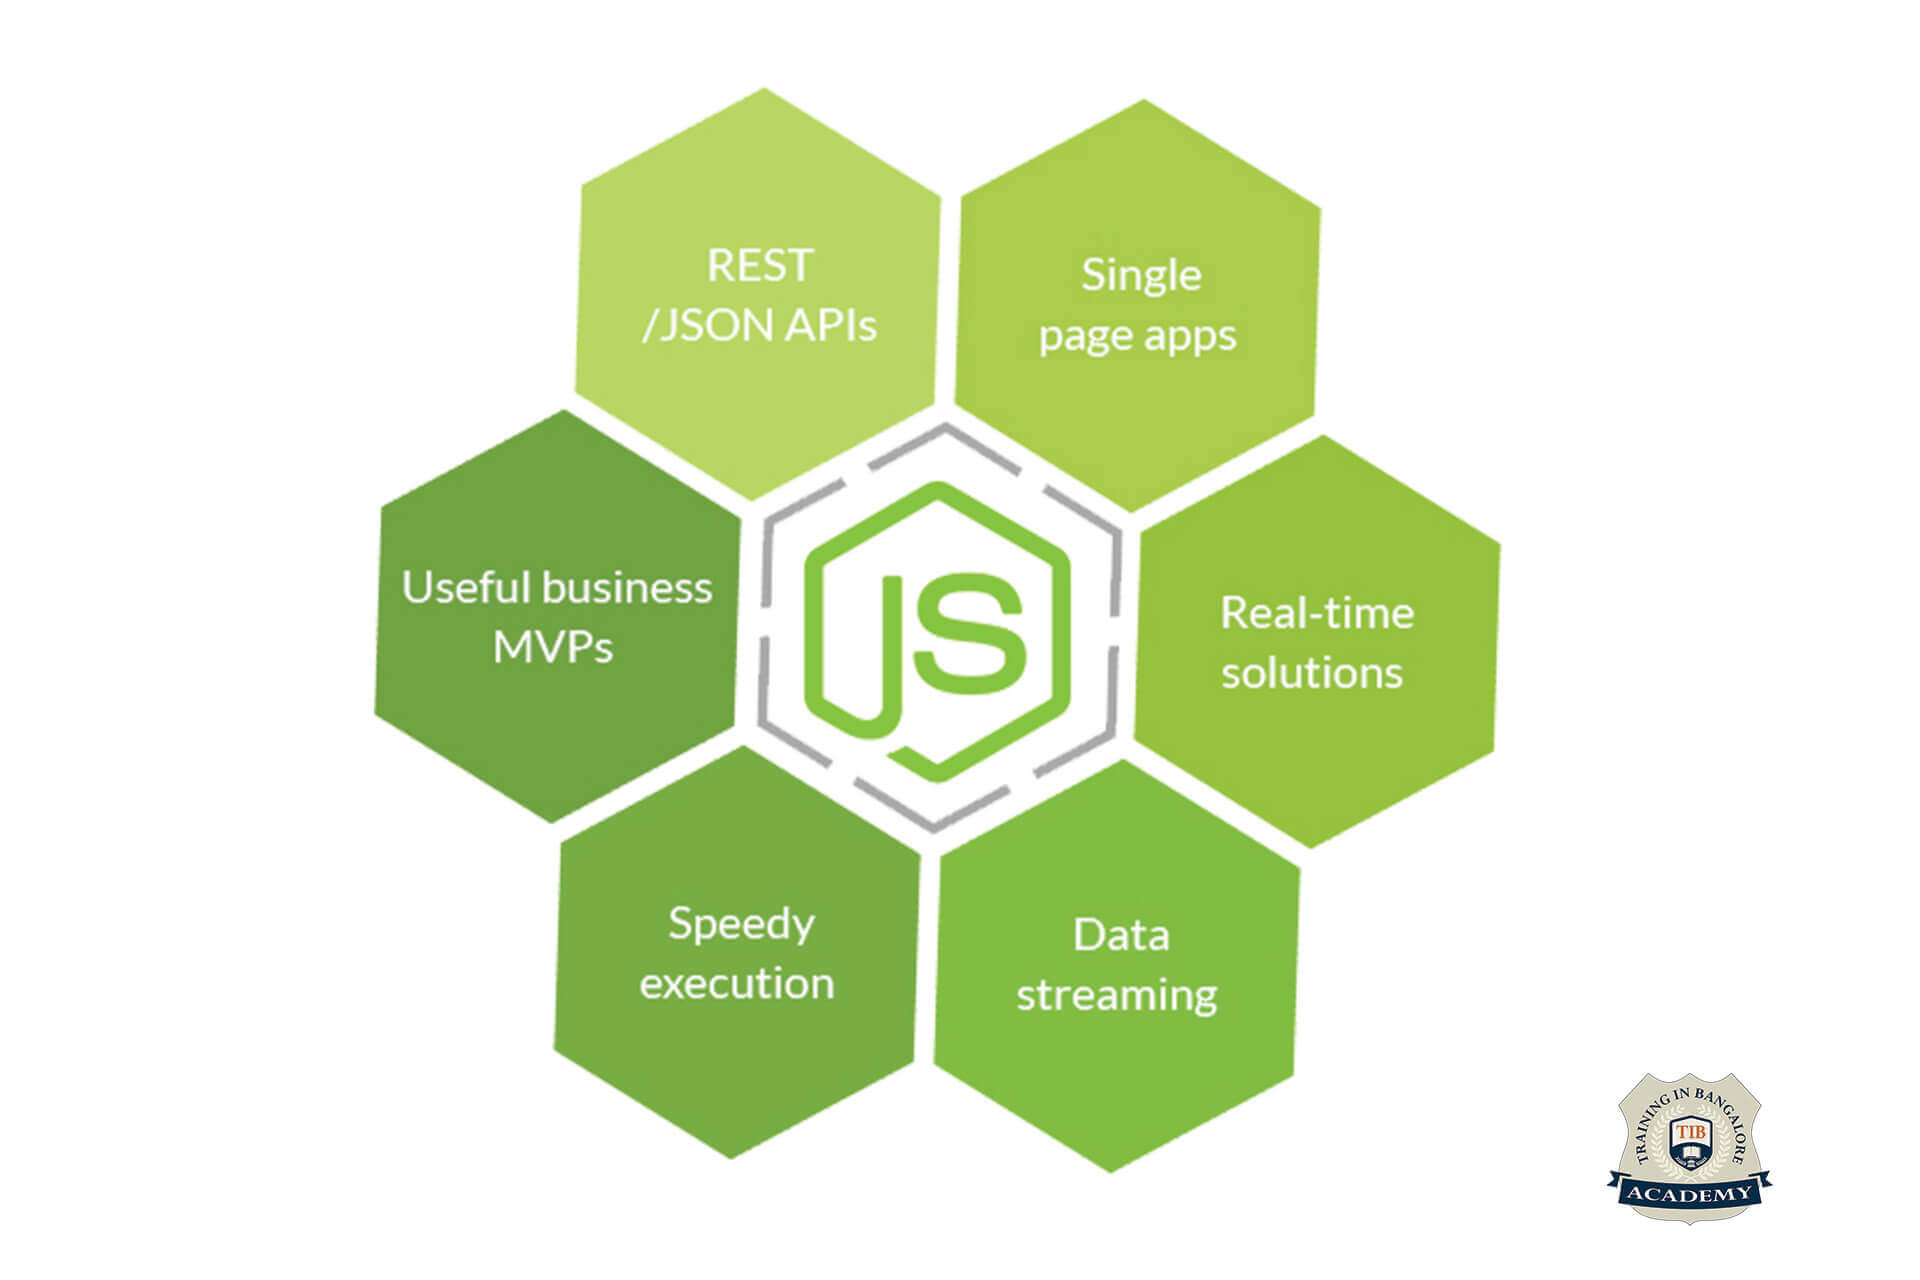 REST
/JSON APIs
Single
page apps
Useful business
MVPs
JS
Real-time
solutions
Speedy
execution
Data
streaming
TRAINING IN BANGALORE
TIB
ACADEMY